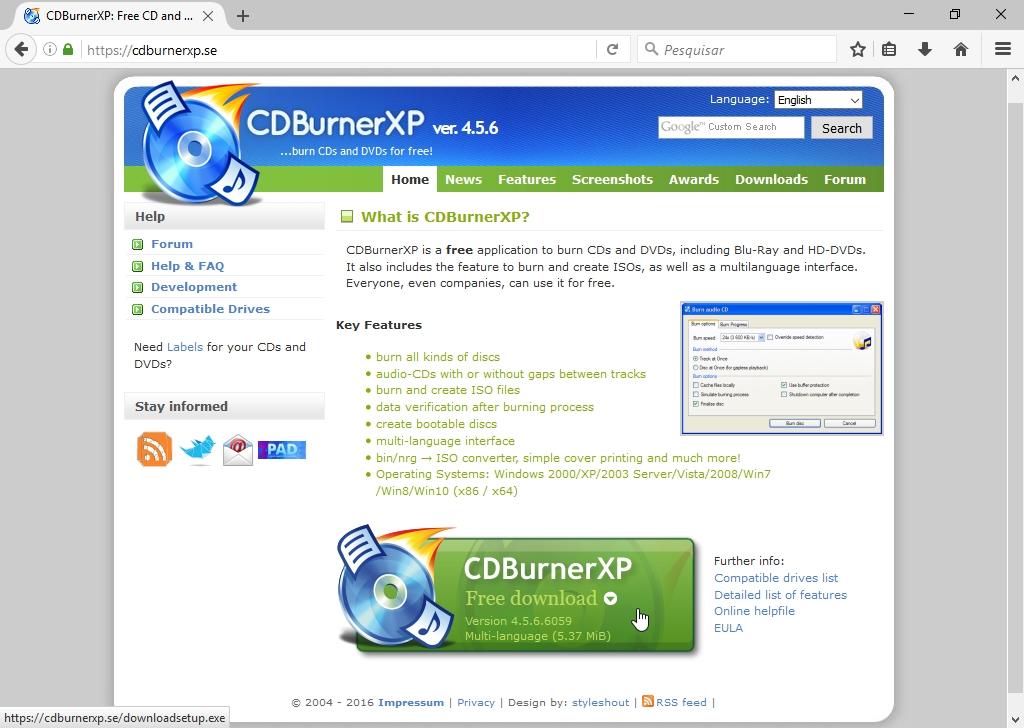 CDBurnerXP: Free CD and ...
https://cdburnerxp.se
Pesquisar
Language: English
CDBurnerXP ver. 4.5.6
...burn CDs and DVDs for free!
Google™ Custom Search
Search
Home News Features Screenshots Awards Downloads Forum
Help
Forum
Help & FAQ
Development
Compatible Drives
Need Labels for your CDs and
DVDs?
Stay informed
PAD
What is CDBurnerXP?
CDBurnerXP is a free application to burn CDs and DVDs, including Blu-Ray and HD-DVDs.
It also includes the feature to burn and create ISOs, as well as a multilanguage interface.
Everyone, even companies, can use it for free.
Key Features
burn all kinds of discs
audio-CDs with or without gaps between tracks
burn and create ISO files
data verification after burning process
create bootable discs
multi-language interface
bin/nrg → ISO converter, simple cover printing and much more!
Operating Systems: Windows 2000/XP/2003 Server/Vista/2008/Win7
/Win8/Win10 (x86 / x64)
Burn audio CD
Burn options Burn Progress
Burn speed: 24x (3 600 KB/s) Override speed detection
Burn method
Track at Once
Disc at Once (for gapless playback)
Burn options
Cache files locally Use buffer protection
Simulate burning process Shutdown computer after completion
Finalise disc
Burn disc Cancel
CDBurnerXP
Free download
Version 4.5.6.6059
Multi-language (5.37 MiB)
Further info:
Compatible drives list
Detailed list of features
Online helpfile
EULA
© 2004 - 2016 Impressum | Privacy | Design by: styleshout | RSS feed |
https://cdburnerxp.se/downloadsetup.exe